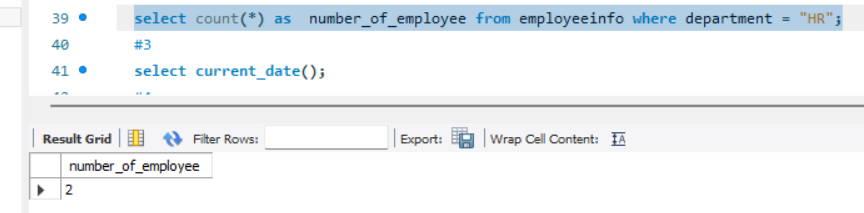 39 select count(*) as number_of_employee from employeeinfo where department = "HR";
40 #3
41 select current_date();
Result Grid Filter Rows: Export: Wrap Cell Content: IA
number_of_employee
2